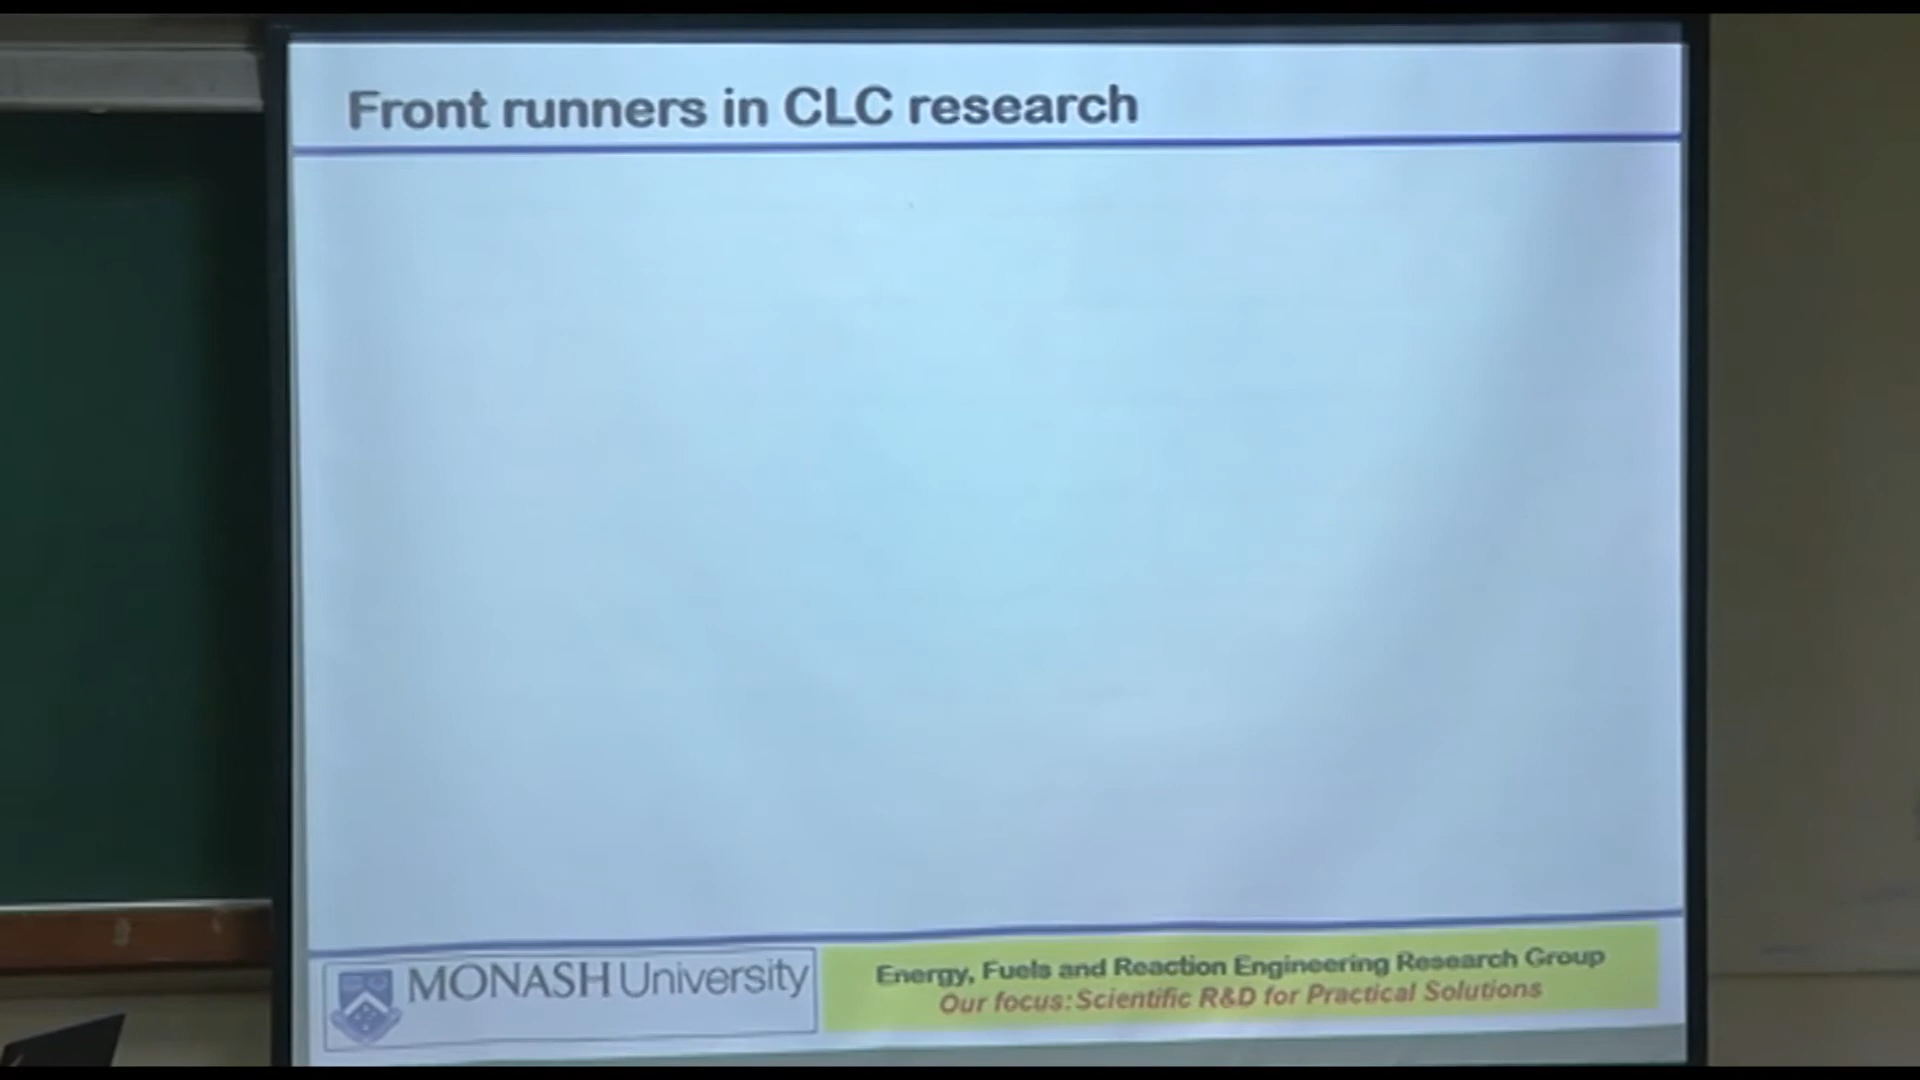 Front runners in CLC research
MONASH University
Energy, Fuels and Reaction Engineering Research Group
Our focus: Scientific R&D for Practical Solutions